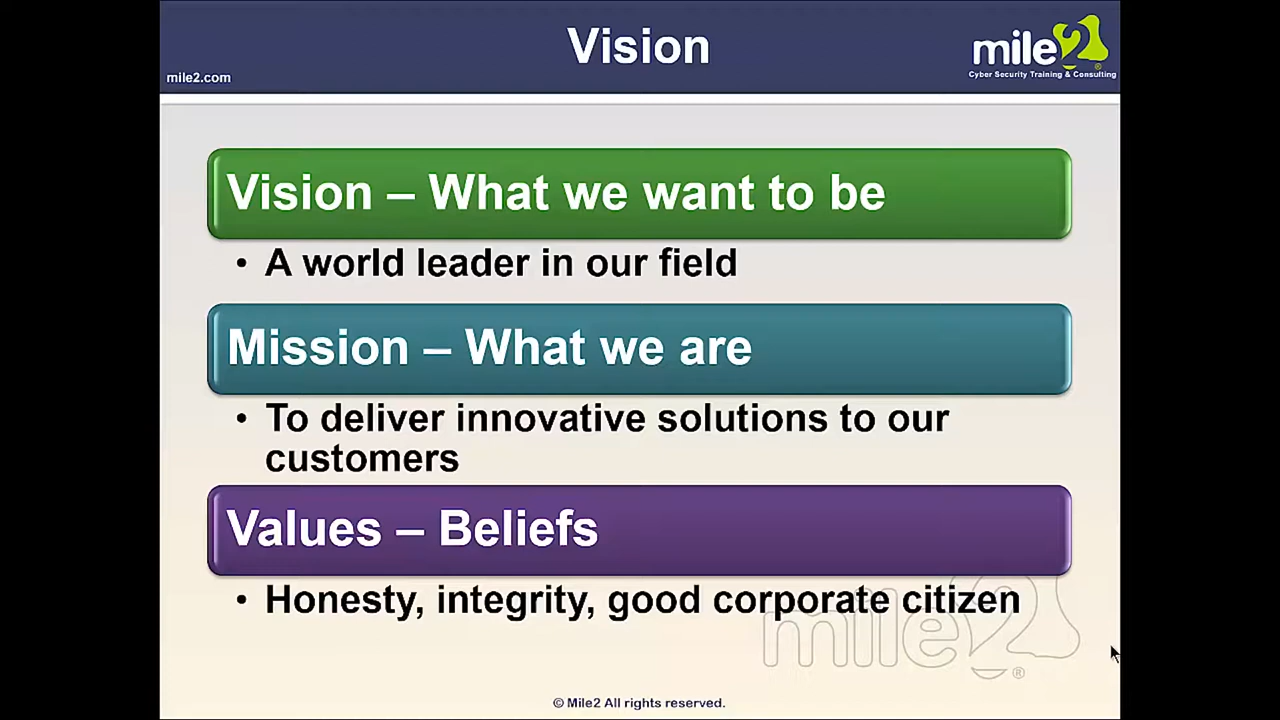 Vision
mile2.com
mile2
®
Cyber Security Training & Consulting
Vision – What we want to be
• A world leader in our field
Mission – What we are
• To deliver innovative solutions to our
customers
Values – Beliefs
• Honesty, integrity, good corporate citizen
mile2
®
© Mile2 All rights reserved.